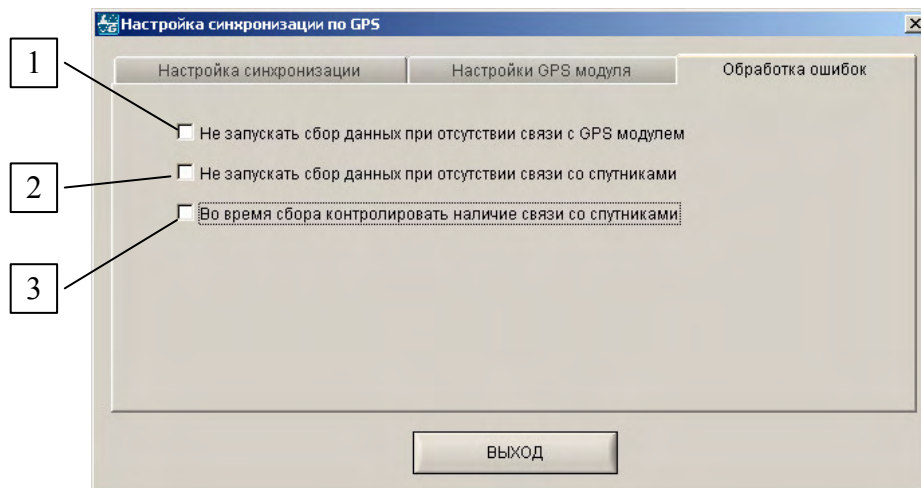 Настройка синхронизации по GPS
1
Настройка синхронизации
Настройки GPS модуля
Обработка ошибок
Не запускать сбор данных при отсутствии связи с GPS модулем
2
Не запускать сбор данных при отсутствии связи со спутниками
Во время сбора контролировать наличие связи со спутниками
3
ВЫХОД